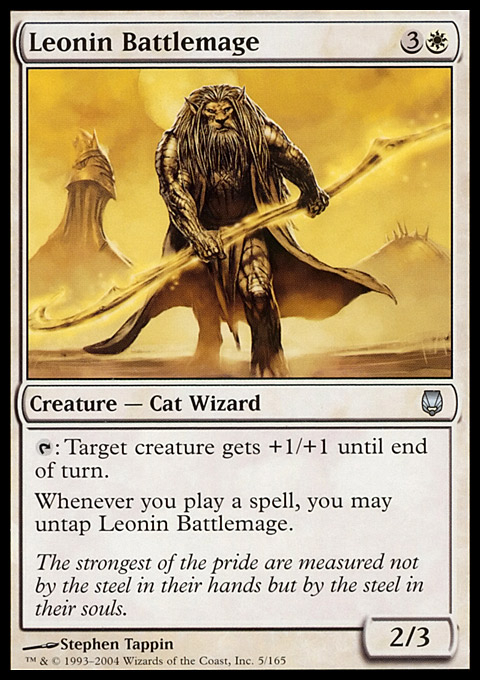 Leonin Battlemage 3
Creature — Cat Wizard
: Target creature gets +1/+1 until end
of turn.
Whenever you play a spell, you may
untap Leonin Battlemage.
The strongest of the pride are measured not
by the steel in their hands but by the steel in
their souls.
Stephen Tappin
™ & © 1993–2004 Wizards of the Coast, Inc. 5/165
2/3